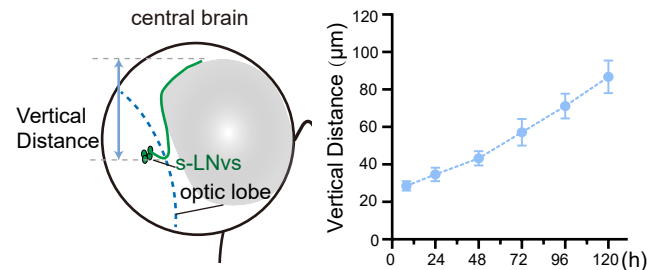 central brain
Vertical
Distance
s-LNvs
optic lobe
Vertical Distance (μm)
120
100
80
60
40
20
0
0 24 48 72 96 120 (h)